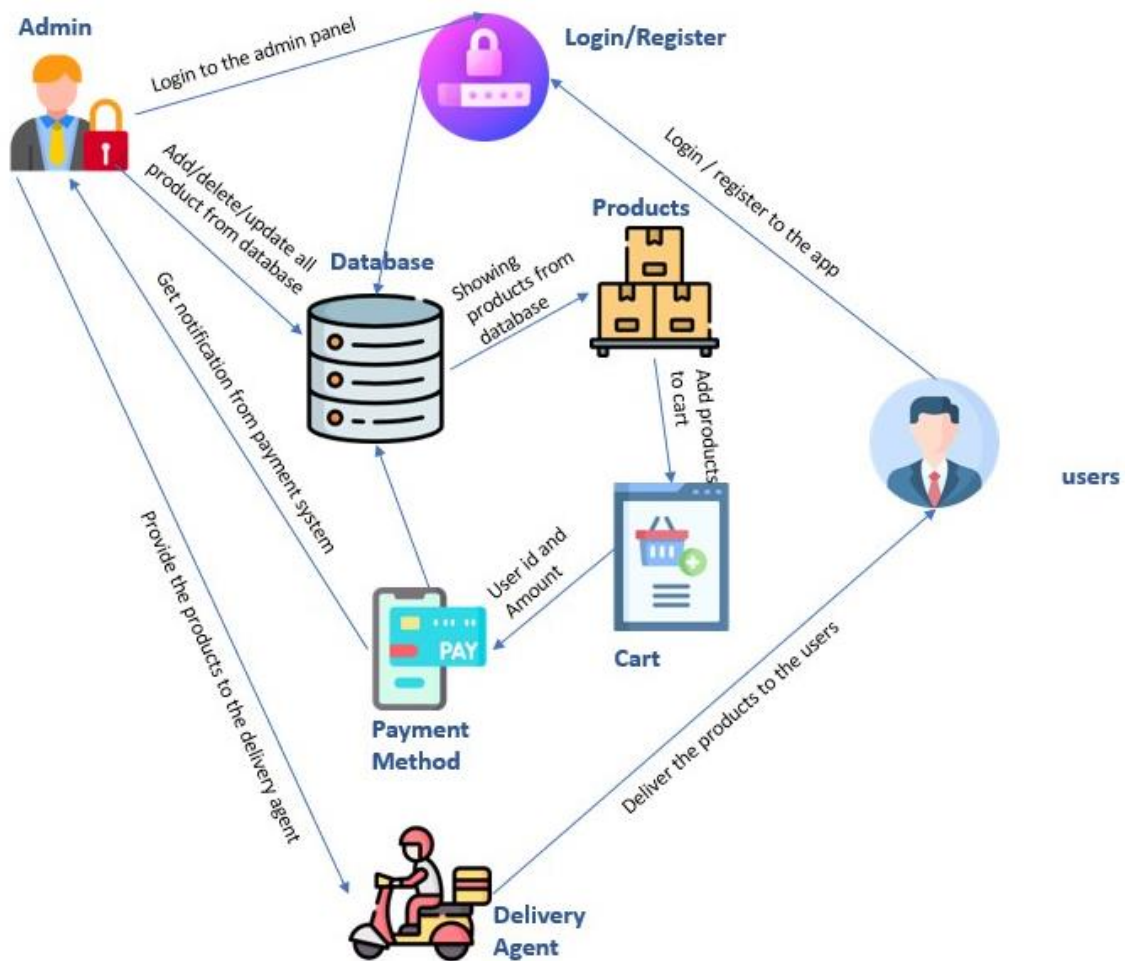 Admin
Login/Register
Login to the admin panel
Login / register to the app
Add/delete/update all
product from database
Products
Database
Showing
products from
database
Get notification from payment system
Add products
to cart
users
Provide the products to the delivery agent
User id and
Amount
PAY
Cart
Payment
Method
Deliver the products to the users
Delivery
Agent